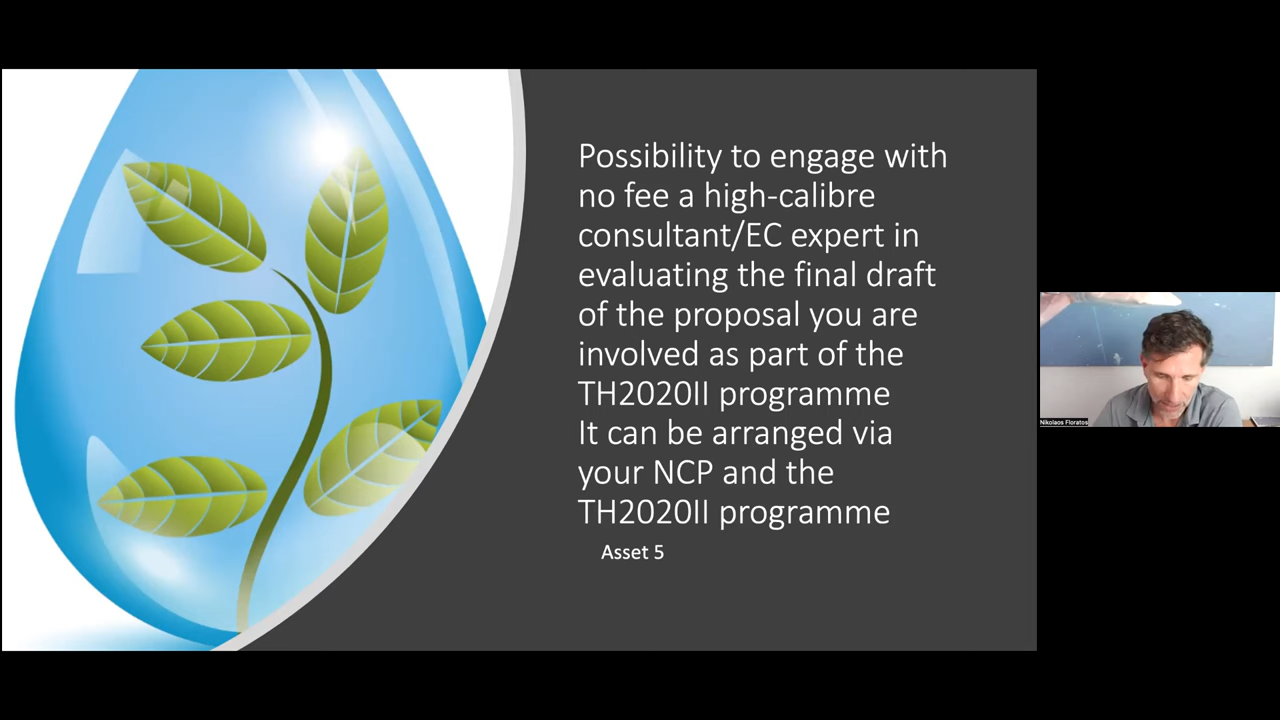 Possibility to engage with
no fee a high-calibre
consultant/EC expert in
evaluating the final draft
of the proposal you are
involved as part of the
TH2020II programme
It can be arranged via
your NCP and the
TH2020II programme
Asset 5
Nikolaos Floratos